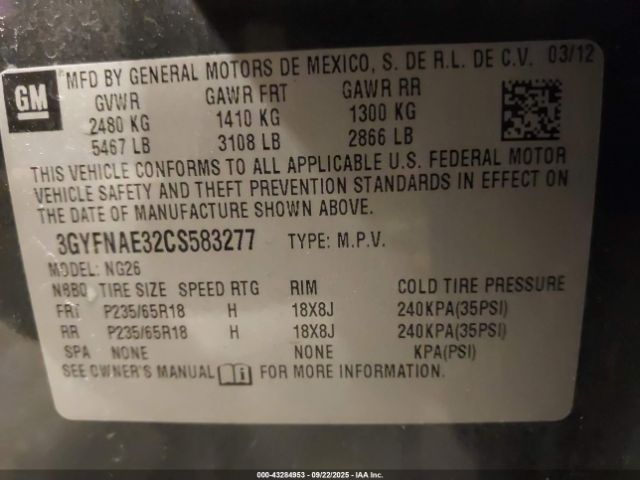 GM
MFD BY GENERAL MOTORS DE MEXICO, S. DE R.L. DE C.V. 03/12
GVWR GAWR FRT GAWR RR
2480 KG 1410 KG 1300 KG
5467 LB 3108 LB 2866 LB
THIS VEHICLE CONFORMS TO ALL APPLICABLE U.S. FEDERAL MOTOR
VEHICLE SAFETY AND THEFT PREVENTION STANDARDS IN EFFECT ON
THE DATE OF MANUFACTURE SHOWN ABOVE.
3GYFNAE32CS583277 TYPE: M.P.V.
MODEL: NG26
N8BQ TIRE SIZE SPEED RTG RIM COLD TIRE PRESSURE
FRT P235/65R18 H 18X8J 240KPA(35PSI)
RR P235/65R18 H 18X8J 240KPA(35PSI)
SPA NONE NONE KPA(PSI)
SEE OWNER'S MANUAL i FOR MORE INFORMATION.
000-43284953 - 09/22/2025 - IAA, Inc.